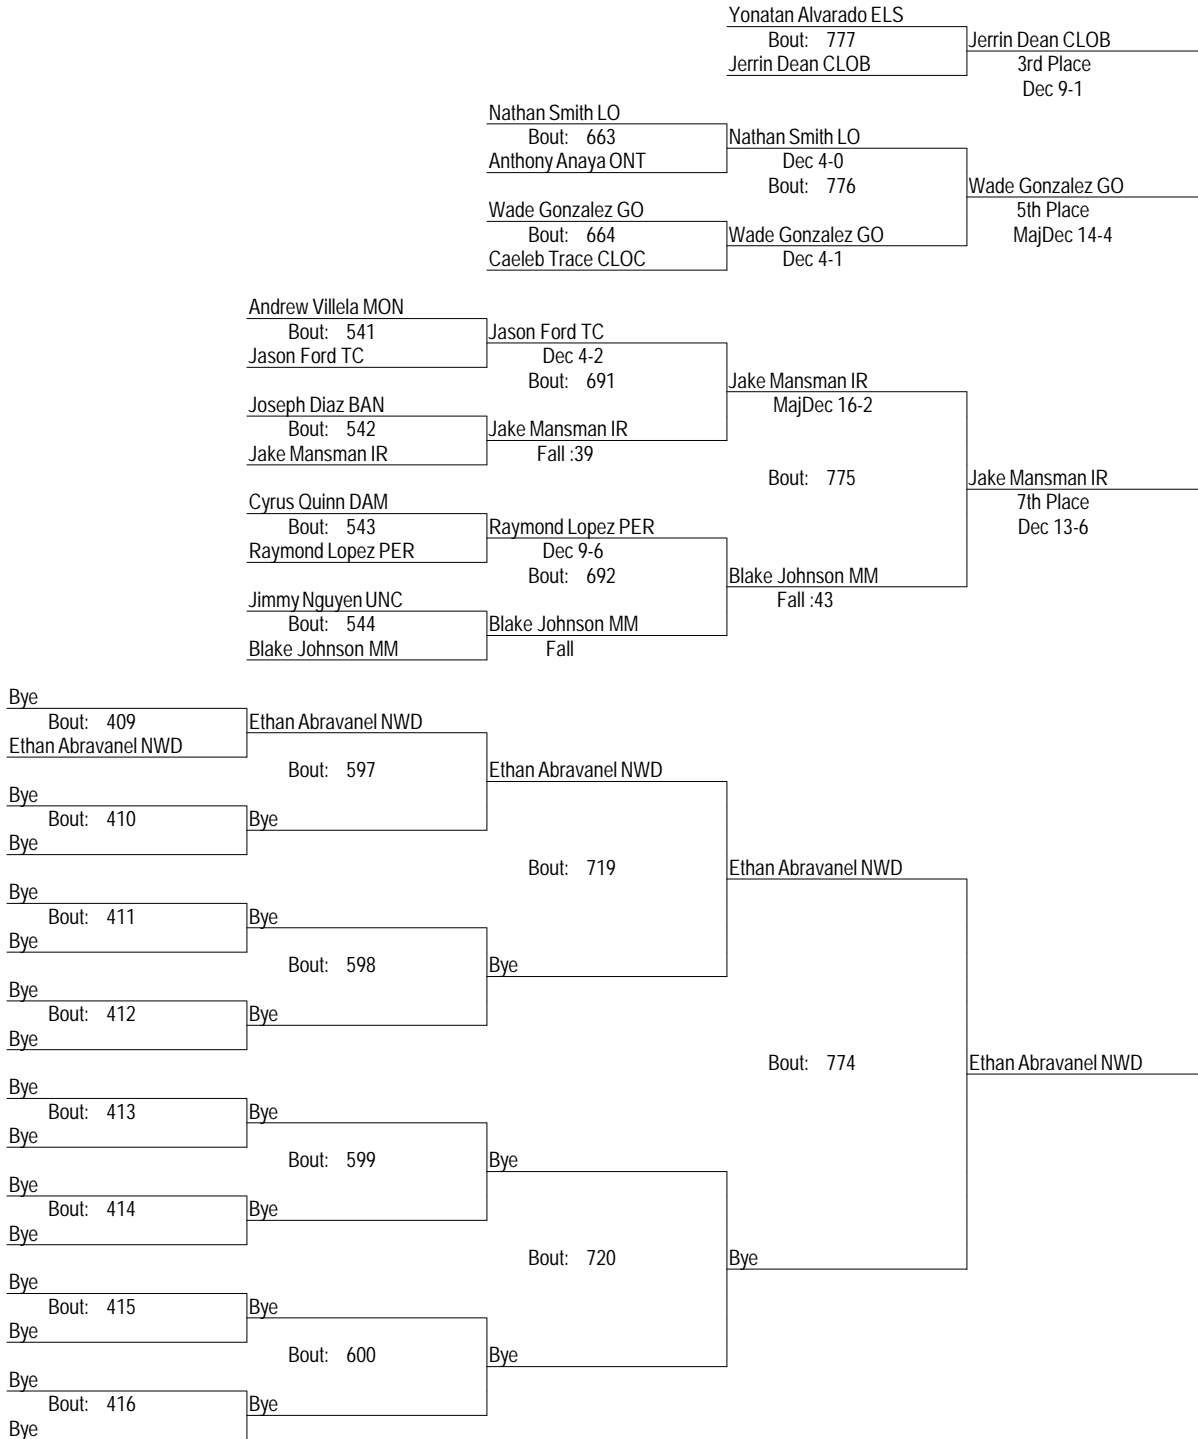 Yonatan Alvarado ELS
Bout: 777
Jerrin Dean CLOB
Jerrin Dean CLOB
3rd Place
Dec 9-1
Nathan Smith LO
Bout: 663
Anthony Anaya ONT
Nathan Smith LO
Dec 4-0
Bout: 776
Wade Gonzalez GO
5th Place
MajDec 14-4
Wade Gonzalez GO
Bout: 664
Caeleb Trace CLOC
Wade Gonzalez GO
Dec 4-1
Andrew Villela MON
Bout: 541
Jason Ford TC
Jason Ford TC
Dec 4-2
Bout: 691
Jake Mansman IR
MajDec 16-2
Joseph Diaz BAN
Bout: 542
Jake Mansman IR
Jake Mansman IR
Fall :39
Bout: 775
Jake Mansman IR
7th Place
Dec 13-6
Cyrus Quinn DAM
Bout: 543
Raymond Lopez PER
Raymond Lopez PER
Dec 9-6
Bout: 692
Blake Johnson MM
Fall :43
Jimmy Nguyen UNC
Bout: 544
Blake Johnson MM
Blake Johnson MM
Fall
Bye
Bout: 409
Ethan Abravanel NWD
Ethan Abravanel NWD
Bout: 597
Ethan Abravanel NWD
Bye
Bout: 410
Bye
Bye
Bout: 719
Ethan Abravanel NWD
Bye
Bout: 411
Bye
Bye
Bout: 598
Bye
Bye
Bout: 412
Bye
Bye
Bout: 774
Ethan Abravanel NWD
Bye
Bout: 413
Bye
Bye
Bout: 599
Bye
Bye
Bout: 414
Bye
Bye
Bout: 720
Bye
Bye
Bout: 415
Bye
Bye
Bout: 600
Bye
Bye
Bout: 416
Bye
Bye